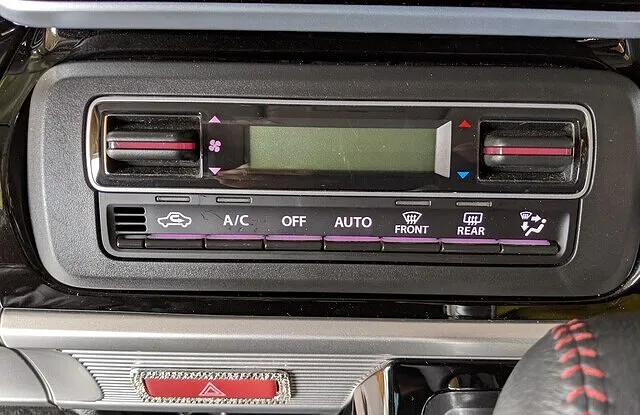 A/C OFF AUTO FRONT REAR